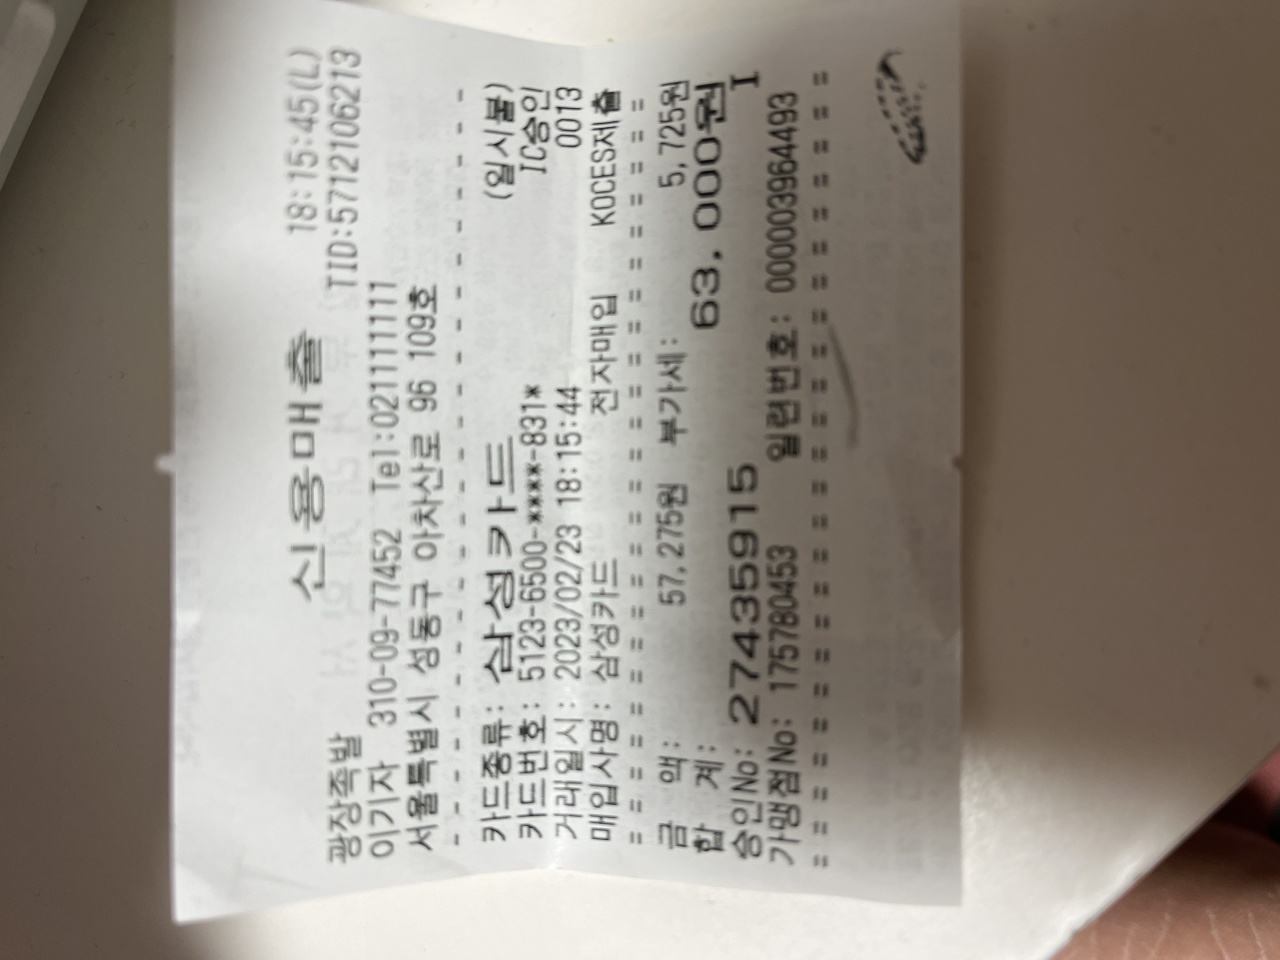 신용매출
18:15:45(L)
광장족발 TID:5712106213
이기자 310-09-77452 Tel:0211111111
서울특별시 성동구 아차산로 96 109호
- - - - - - - - - - - - - - - - - - - - -
카드종류: 삼성카드 (일시불)
카드번호: 5123-6500-****-831* IC승인
거래일시: 2023/02/23 18:15:44 0013
매입사명: 삼성카드 전자매입 KOCES제출
= = = = = = = = = = = = = = = = = = = = =
금 액: 57,275원 부가세: 5,725원
합 계: 63,000원
승인No: 27435915 I
가맹점No: 175780453 일련번호: 000003964493
= = = = = = = = = = = = = = = = = = = = =